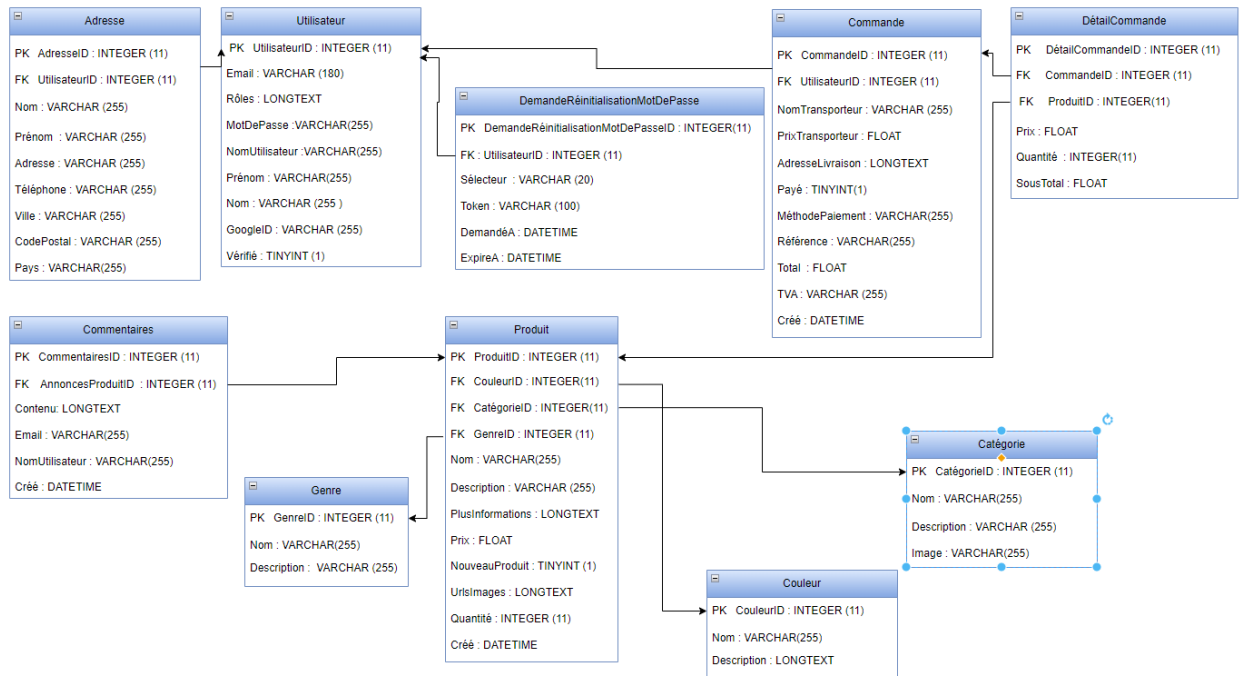 Adresse
PK AdresseID : INTEGER (11)
FK UtilisateurID : INTEGER (11)
Nom : VARCHAR (255)
Prénom : VARCHAR (255)
Adresse : VARCHAR (255)
Téléphone : VARCHAR (255)
Ville : VARCHAR (255)
CodePostal : VARCHAR (255)
Pays : VARCHAR(255)
Utilisateur
PK UtilisateurID : INTEGER (11)
Email : VARCHAR (180)
Rôles : LONGTEXT
MotDePasse :VARCHAR(255)
NomUtilisateur :VARCHAR(255)
Prénom : VARCHAR(255)
Nom : VARCHAR (255 )
GoogleID : VARCHAR (255)
Vérifié : TINYINT (1)
DemandeRéinitialisationMotDePasse
PK DemandeRéinitialisationMotDePasseID : INTEGER(11)
FK : UtilisateurID : INTEGER (11)
Sélecteur : VARCHAR (20)
Token : VARCHAR (100)
DemandéA : DATETIME
ExpireA : DATETIME
Commande
PK CommandeID : INTEGER (11)
FK UtilisateurID : INTEGER (11)
NomTransporteur : VARCHAR (255)
PrixTransporteur : FLOAT
AdresseLivraison : LONGTEXT
Payé : TINYINT(1)
MéthodePaiement : VARCHAR(255)
Référence : VARCHAR(255)
Total : FLOAT
TVA : VARCHAR (255)
Créé : DATETIME
DétailCommande
PK DétailCommandeID : INTEGER (11)
FK CommandeID : INTEGER (11)
FK ProduitID : INTEGER(11)
Prix : FLOAT
Quantité : INTEGER(11)
SousTotal : FLOAT
Commentaires
PK CommentairesID : INTEGER (11)
FK AnnoncesProduitID : INTEGER (11)
Contenu: LONGTEXT
Email : VARCHAR(255)
NomUtilisateur : VARCHAR(255)
Créé : DATETIME
Genre
PK GenreID : INTEGER (11)
Nom : VARCHAR(255)
Description : VARCHAR (255)
Produit
PK ProduitID : INTEGER (11)
FK CouleurID : INTEGER(11)
FK CatégorieID : INTEGER(11)
FK GenreID : INTEGER (11)
Nom : VARCHAR(255)
Description : VARCHAR (255)
PlusInformations : LONGTEXT
Prix : FLOAT
NouveauProduit : TINYINT (1)
UrlsImages : LONGTEXT
Quantité : INTEGER (11)
Créé : DATETIME
Catégorie
PK CatégorieID : INTEGER (11)
Nom : VARCHAR(255)
Description : VARCHAR (255)
Image : VARCHAR(255)
Couleur
PK CouleurID : INTEGER (11)
Nom : VARCHAR(255)
Description : LONGTEXT